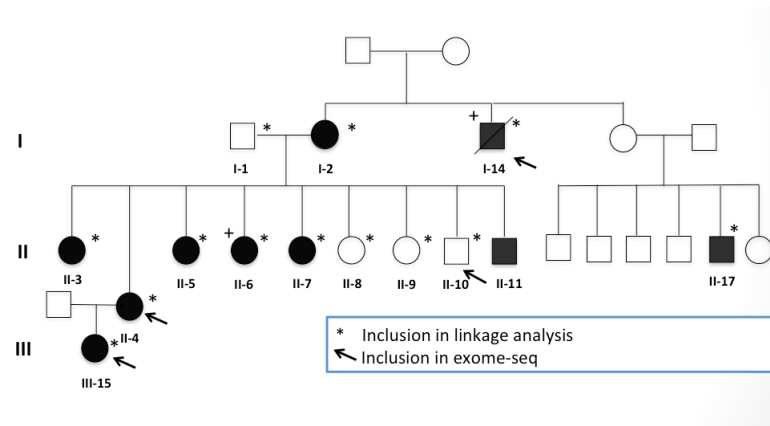 + *
* *
I
I-1 I-2 I-14
+ * * * * * * * * *
II
II-3 II-5 II-6 II-7 II-8 II-9 II-10 II-11 II-17
*
II-4
* Inclusion in linkage analysis
Inclusion in exome-seq
III *
III-15